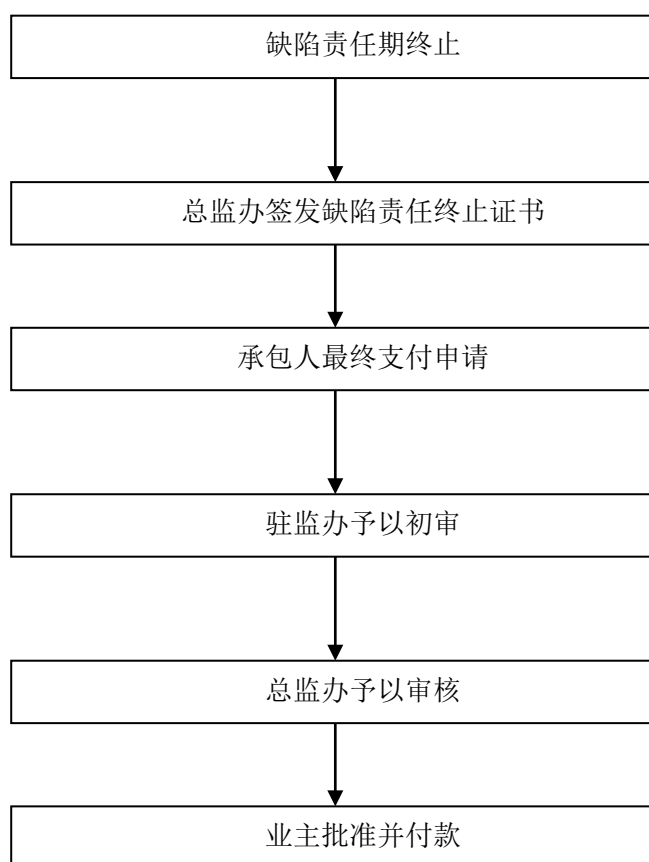 缺陷责任期终止
总监办签发缺陷责任终止证书
承包人最终支付申请
驻监办予以初审
总监办予以审核
业主批准并付款